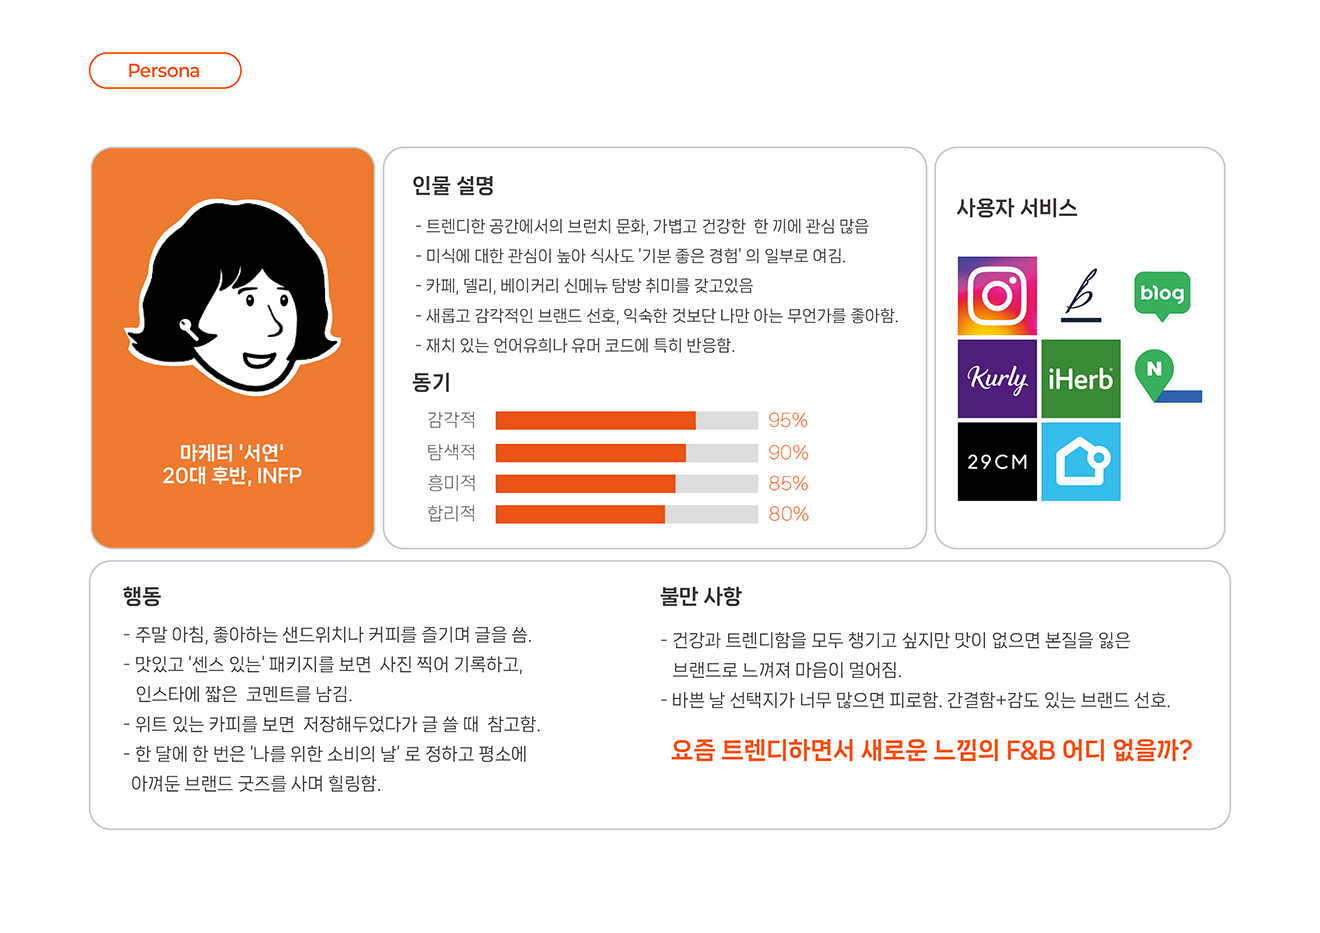 Persona
마케터 '서연'
20대 후반, INFP
인물 설명
- 트렌디한 공간에서의 브런치 문화, 가볍고 건강한 한 끼에 관심 많음
- 미식에 대한 관심이 높아 식사도 '기분 좋은 경험' 의 일부로 여김.
- 카페, 델리, 베이커리 신메뉴 탐방 취미를 갖고있음
- 새롭고 감각적인 브랜드 선호, 익숙한 것보단 나만 아는 무언가를 좋아함.
- 재치 있는 언어유희나 유머 코드에 특히 반응함.
동기
감각적 95%
탐색적 90%
흥미적 85%
합리적 80%
사용자 서비스
b
blog
Kurly
iHerb
N
29CM
행동
- 주말 아침, 좋아하는 샌드위치나 커피를 즐기며 글을 씀.
- 맛있고 '센스 있는' 패키지를 보면 사진 찍어 기록하고,
인스타에 짧은 코멘트를 남김.
- 위트 있는 카피를 보면 저장해두었다가 글 쓸 때 참고함.
- 한 달에 한 번은 '나를 위한 소비의 날' 로 정하고 평소에
아껴둔 브랜드 굿즈를 사며 힐링함.
불만 사항
- 건강과 트렌디함을 모두 챙기고 싶지만 맛이 없으면 본질을 잃은
브랜드로 느껴져 마음이 멀어짐.
- 바쁜 날 선택지가 너무 많으면 피로함. 간결함+감도 있는 브랜드 선호.
요즘 트렌디하면서 새로운 느낌의 F&B 어디 없을까?